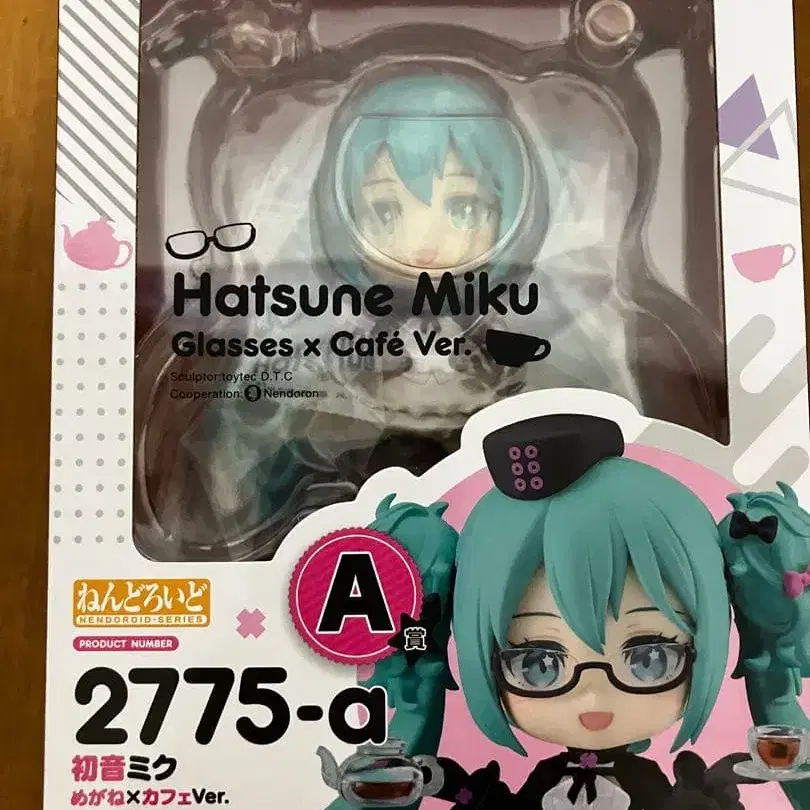 Hatsune Miku
Glasses x Café Ver.
Sculptor:toytec D.T.C
Cooperation: Nendoron
A
賞
ねんどろいど
NENDOROID-SERIES
PRODUCT NUMBER
2775-a
初音ミク
めがね×カフェVer.